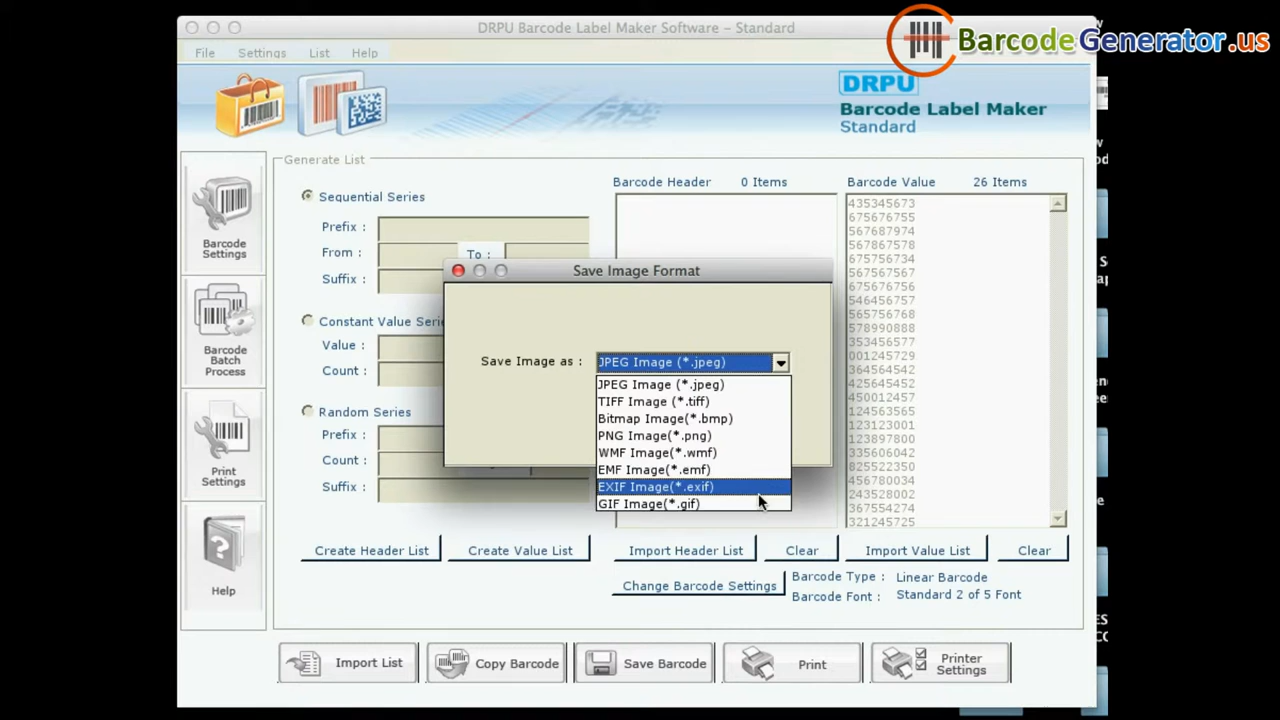 DRPU Barcode Label Maker Software - Standard
BarcodeGenerator.us
File Settings List Help
DRPU
Barcode Label Maker
Standard
Generate List
Barcode Header 0 Items
Barcode Value 26 Items
Sequential Series
Prefix :
From : To :
Suffix :
Constant Value Serie
Value :
Count :
Random Series
Prefix :
Count :
Suffix :
Barcode Settings
Barcode Batch Process
Print Settings
Help
Save Image Format
Save Image as : JPEG Image (*.jpeg)
JPEG Image (*.jpeg)
TIFF Image (*.tiff)
Bitmap Image(*.bmp)
PNG Image(*.png)
WMF Image(*.wmf)
EMF Image(*.emf)
EXIF Image(*.exif)
GIF Image(*.gif)
435345673
675676755
567687974
567867578
675756734
567567567
675676756
546456757
565756768
578990888
467567353
001245729
364564542
425645452
450012457
124563565
123897800
335606042
825522350
456780034
243528002
367554274
321245725
Create Header List
Create Value List
Import Header List
Clear
Import Value List
Clear
Change Barcode Settings
Barcode Type : Linear Barcode
Barcode Font : Standard 2 of 5 Font
Import List
Copy Barcode
Save Barcode
Print
Printer Settings